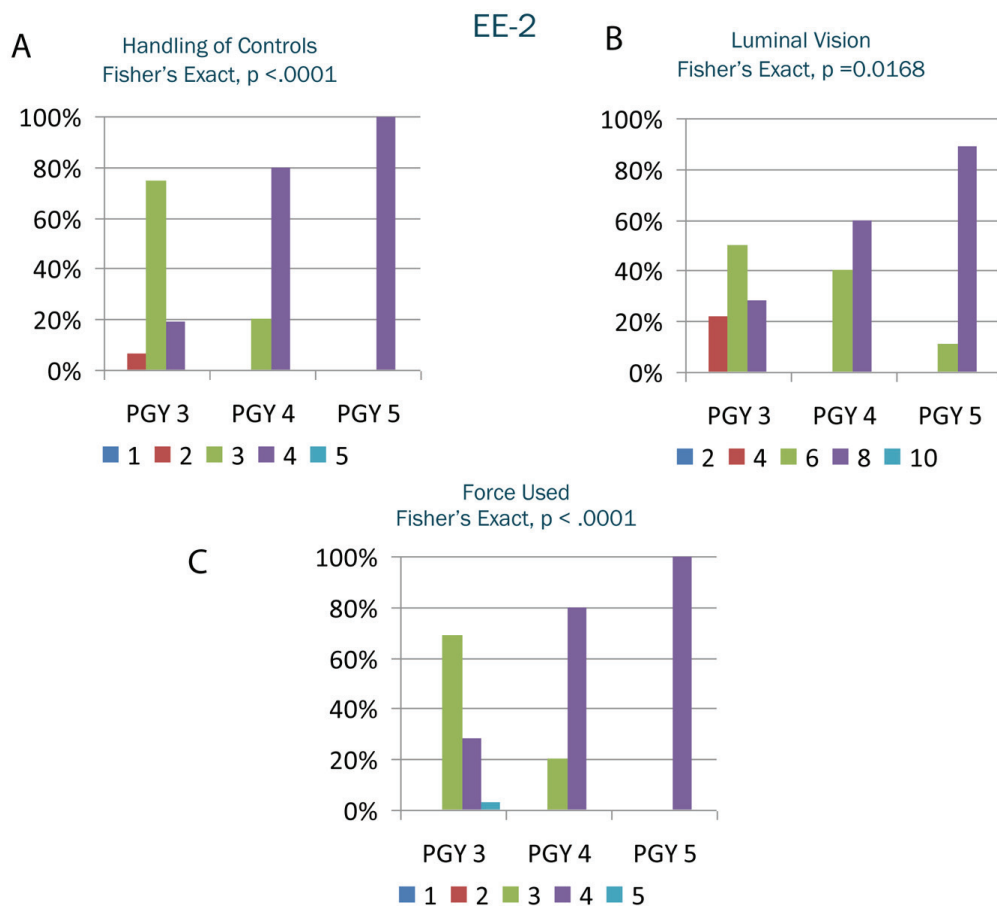 EE-2
A
Handling of Controls
Fisher's Exact, p <.0001
100%
80%
60%
40%
20%
0%
PGY 3 PGY 4 PGY 5
1 2 3 4 5
B
Luminal Vision
Fisher's Exact, p =0.0168
100%
80%
60%
40%
20%
0%
PGY 3 PGY 4 PGY 5
2 4 6 8 10
C
Force Used
Fisher's Exact, p < .0001
100%
80%
60%
40%
20%
0%
PGY 3 PGY 4 PGY 5
1 2 3 4 5